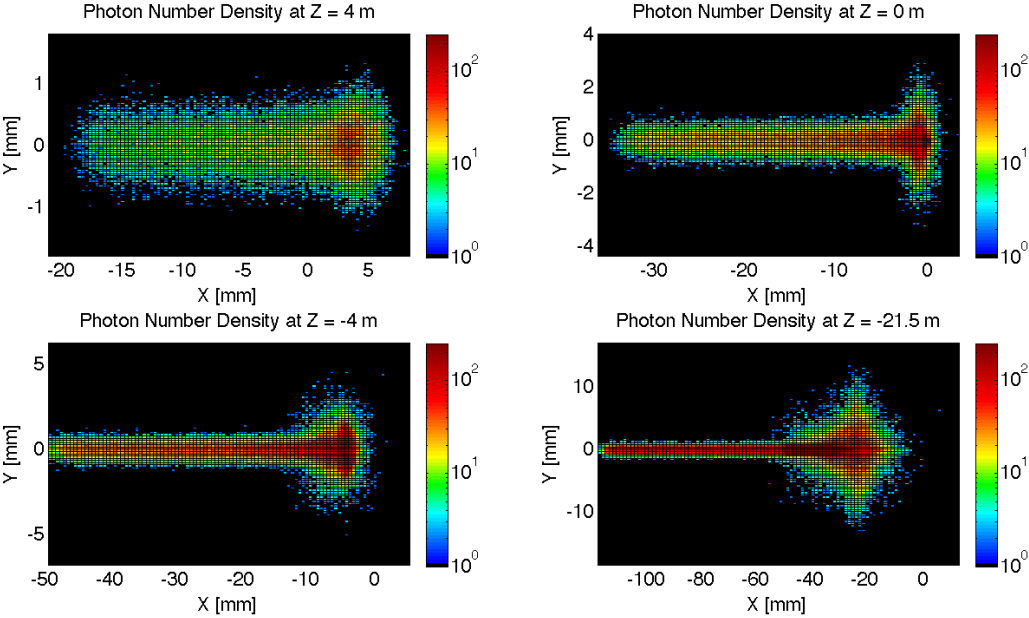 Photon Number Density at Z = 4 m
Y [mm]
1
0
-1
-20 -15 -10 -5 0 5
X [mm]
10^2
10^1
10^0
Photon Number Density at Z = 0 m
Y [mm]
4
2
0
-2
-4
-30 -20 -10 0
X [mm]
10^2
10^1
10^0
Photon Number Density at Z = -4 m
Y [mm]
5
0
-5
-50 -40 -30 -20 -10 0
X [mm]
10^2
10^1
10^0
Photon Number Density at Z = -21.5 m
Y [mm]
10
0
-10
-100 -80 -60 -40 -20 0
X [mm]
10^2
10^1
10^0